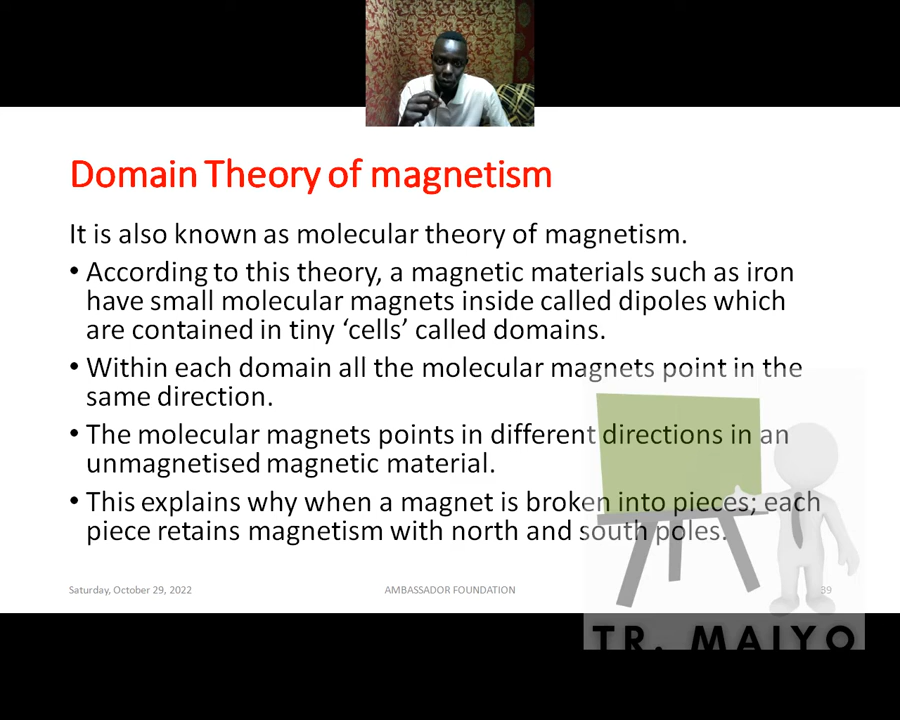 Domain Theory of magnetism
It is also known as molecular theory of magnetism.
• According to this theory, a magnetic materials such as iron
have small molecular magnets inside called dipoles which
are contained in tiny ‘cells’ called domains.
• Within each domain all the molecular magnets point in the
same direction.
• The molecular magnets points in different directions in an
unmagnetised magnetic material.
• This explains why when a magnet is broken into pieces; each
piece retains magnetism with north and south poles.
Saturday, October 29, 2022
AMBASSADOR FOUNDATION
39
TR. MAIYO